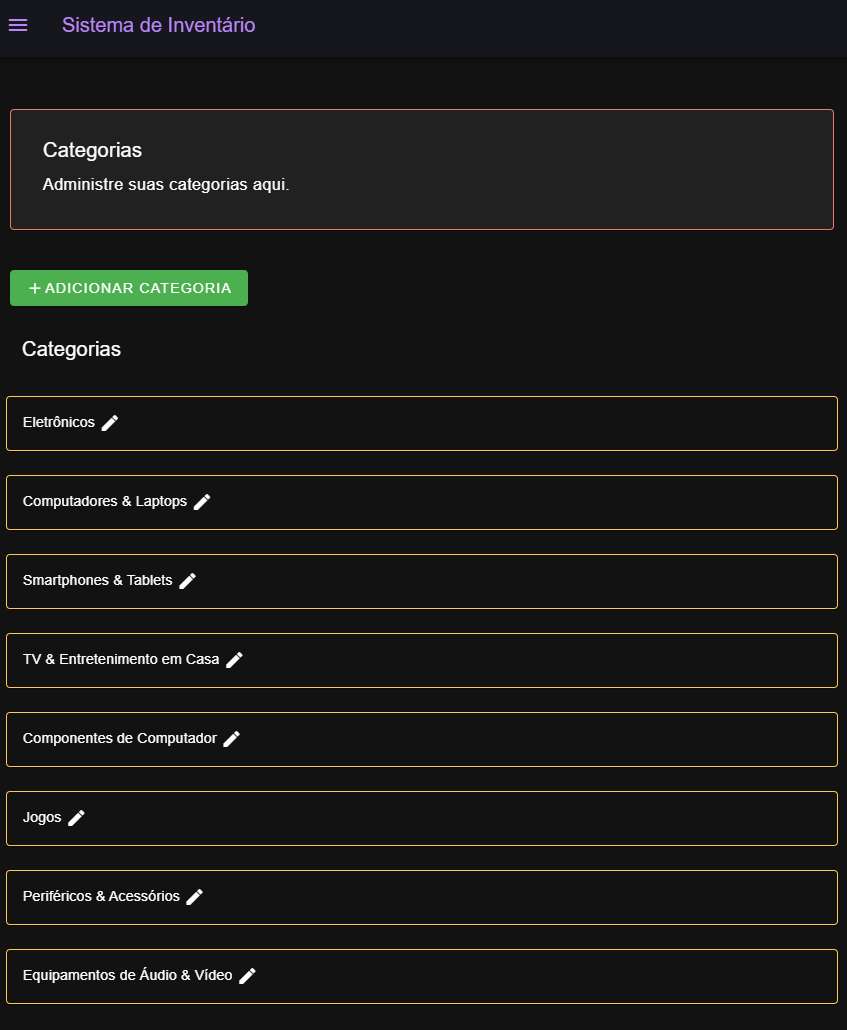 Sistema de Inventário
Categorias
Administre suas categorias aqui.
+ ADICIONAR CATEGORIA
Categorias
Eletrônicos
Computadores & Laptops
Smartphones & Tablets
TV & Entretenimento em Casa
Componentes de Computador
Jogos
Periféricos & Acessórios
Equipamentos de Áudio & Vídeo